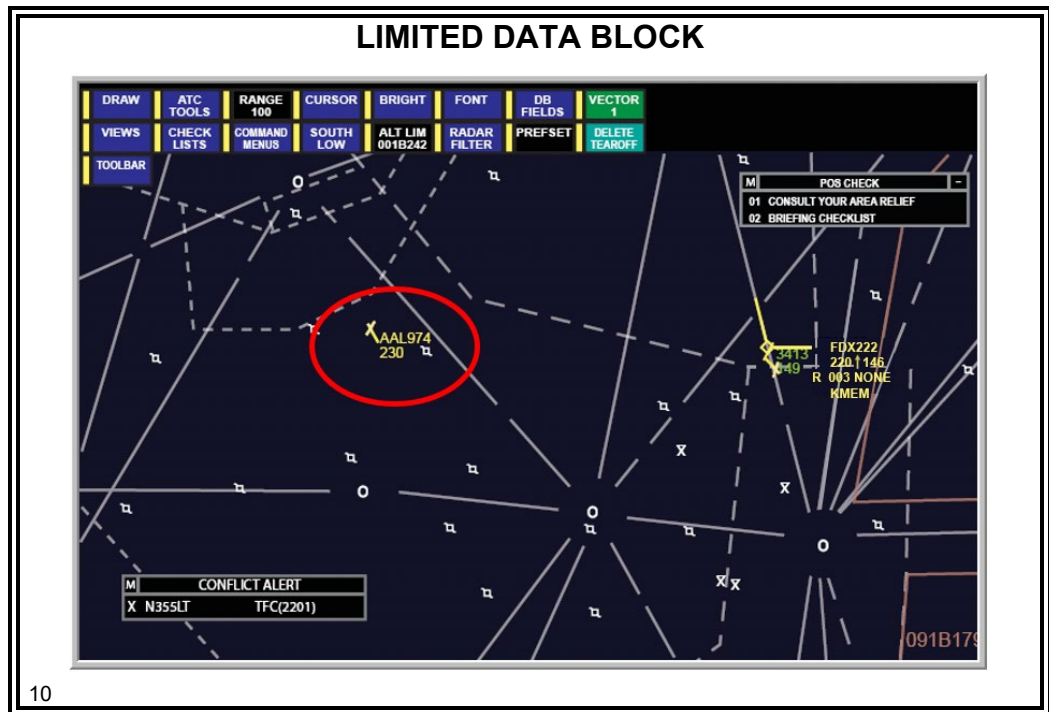 LIMITED DATA BLOCK
DRAW
ATC
TOOLS
RANGE
100
CURSOR
BRIGHT
FONT
DB
FIELDS
VECTOR
1
VIEWS
CHECK
LISTS
COMMAND
MENUS
SOUTH
LOW
ALT LIM
001B242
RADAR
FILTER
PREFSET
DELETE
TEAROFF
TOOLBAR
M POS CHECK -
01 CONSULT YOUR AREA RELIEF
02 BRIEFING CHECKLIST
AAL974
230
3413
149
FDX222
220↑146
R 003 NONE
KMEM
M CONFLICT ALERT
X N355LT TFC(2201)
091B179
10